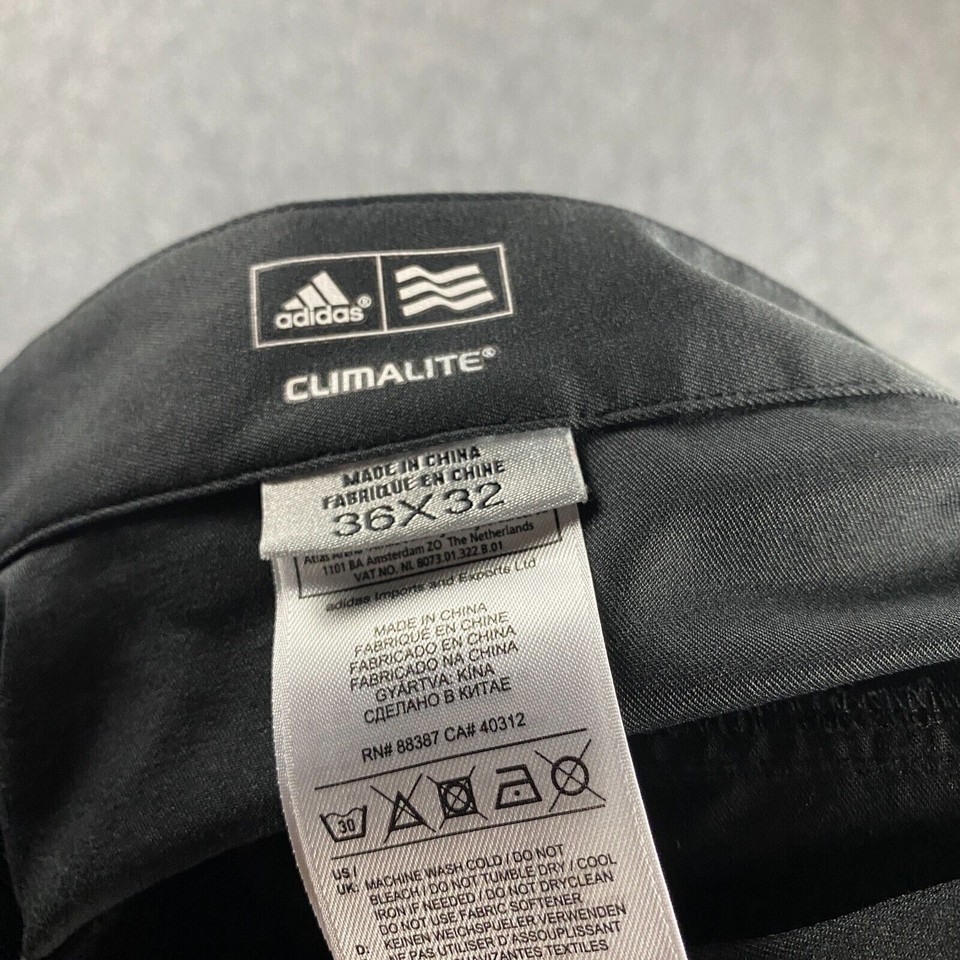 adidas®
CLIMALITE®
MADE IN CHINA
FABRIQUE EN CHINE
36X32
1101 BA Amsterdam ZO The Netherlands
VAT NO. NL 8073.01.322 B.01
adidas Imports and Exports Ltd
MADE IN CHINA
FABRIQUÉ EN CHINE
FABRICADO EN CHINA
FABRICADO NA CHINA
GYÁRTVA: KÍNA
СДЕЛАНО В КИТАЕ
RN# 88387 CA# 40312
30
US /
UK: MACHINE WASH COLD / DO NOT
BLEACH / DO NOT TUMBLE DRY / COOL
IRON IF NEEDED / DO NOT DRYCLEAN
DO NOT USE FABRIC SOFTENER
D: KEINEN WEICHSPUELER VERWENDEN
NE PAS UTILISER D'ASSOUPLISSANT
TEXTILES